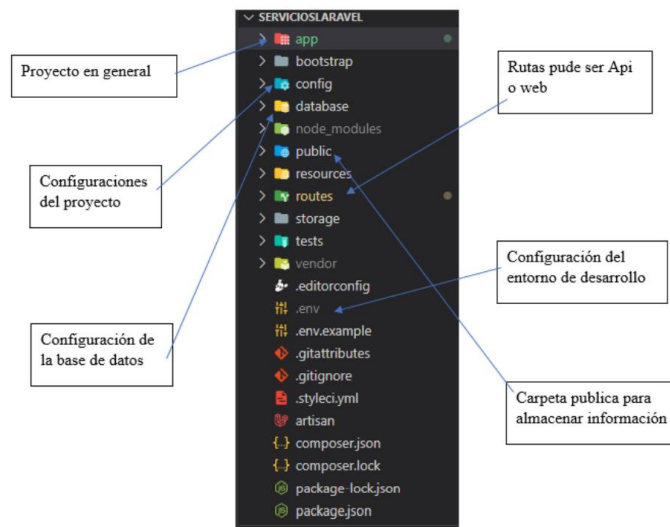 SERVICIOSLARAVEL
app
bootstrap
config
database
node_modules
public
resources
routes
storage
tests
vendor
.editorconfig
.env
.env.example
.gitattributes
.gitignore
.styleci.yml
artisan
composer.json
composer.lock
package-lock.json
package.json
Proyecto en general
Configuraciones
del proyecto
Configuración de
la base de datos
Rutas pude ser Api
o web
Configuración del
entorno de desarrollo
Carpeta publica para
almacenar información